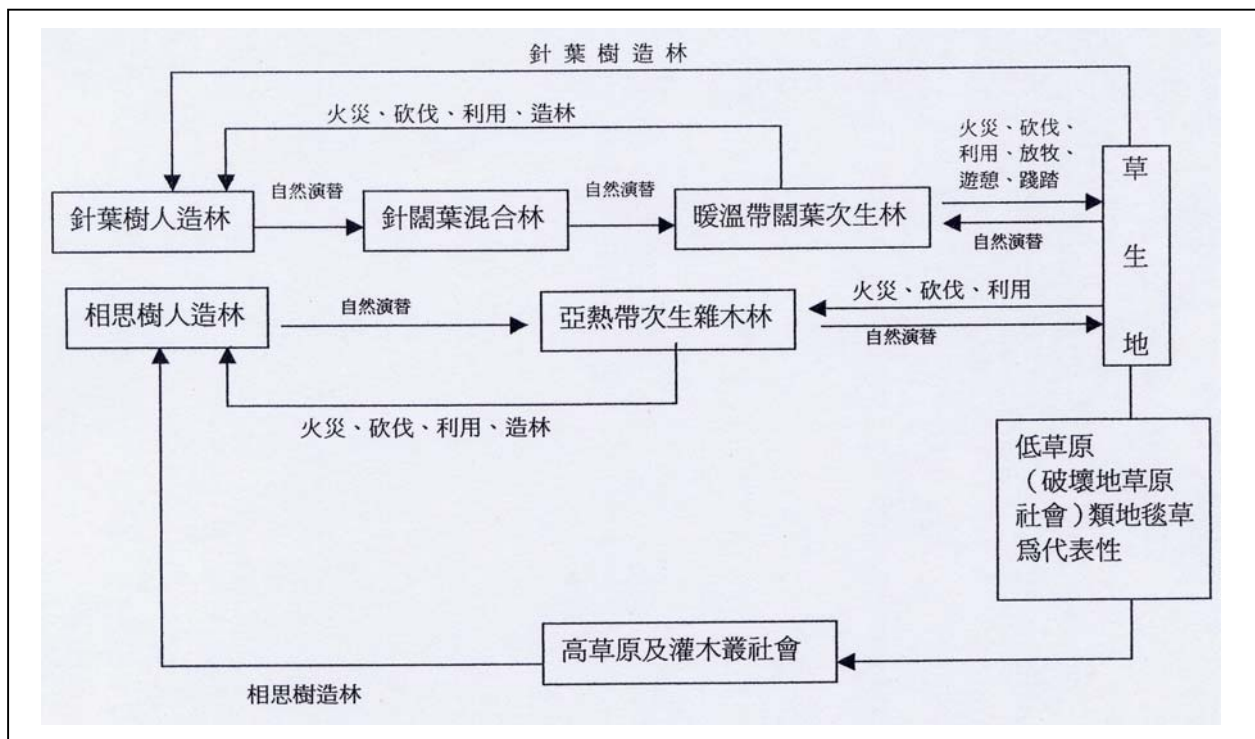 針葉樹造林
火災、砍伐、利用、造林
火災、砍伐、
利用、放牧、
遊憩、踐踏
草
生
地
針葉樹人造林
自然演替
針闊葉混合林
自然演替
暖溫帶闊葉次生林
自然演替
相思樹人造林
自然演替
亞熱帶次生雜木林
火災、砍伐、利用
自然演替
火災、砍伐、利用、造林
低草原
（破壞地草原
社會）類地毯草
爲代表性
高草原及灌木叢社會
相思樹造林